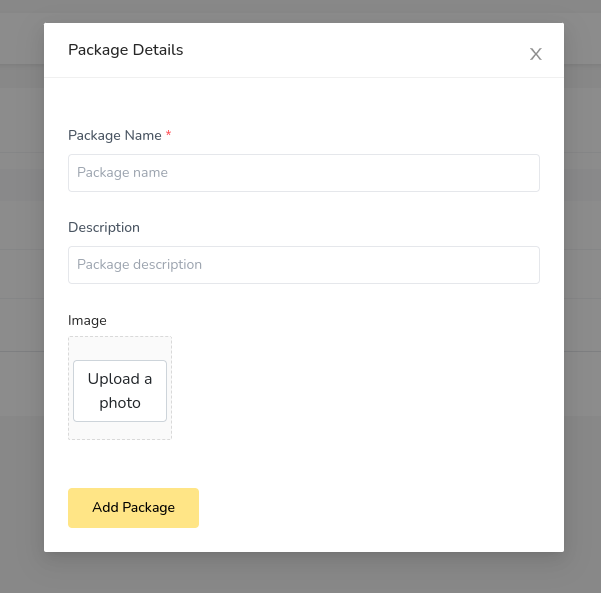 Package Details
X
Package Name *
Package name
Description
Package description
Image
Upload a
photo
Add Package